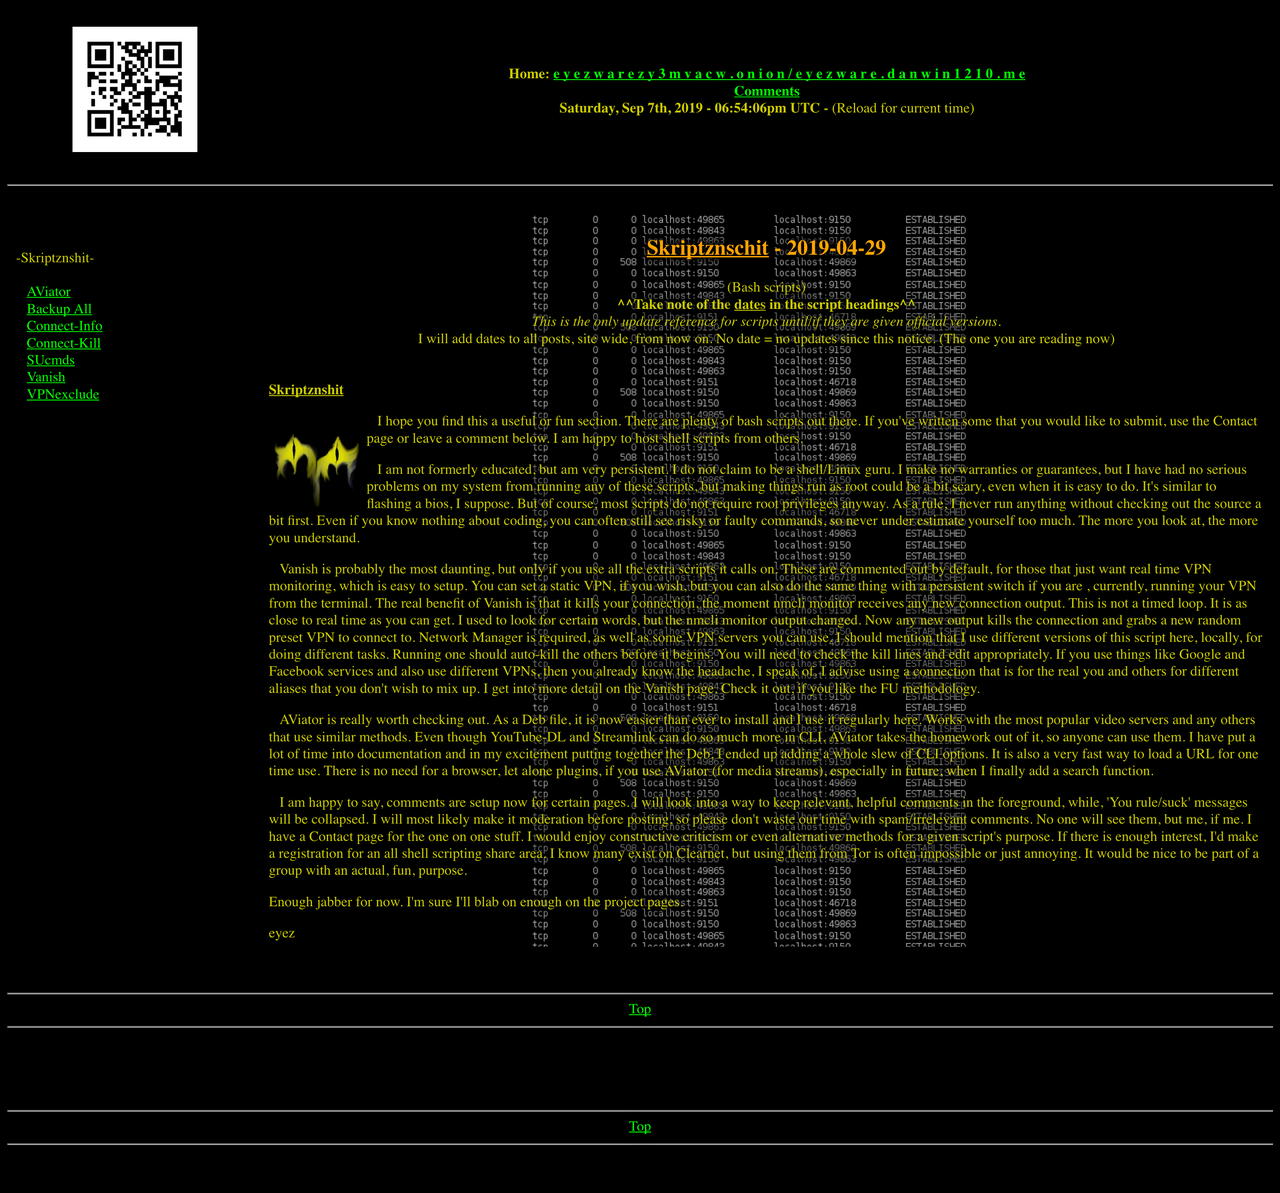 Home: e y e z w a r e z y 3 m v a c w . o n i o n / e y e z w a r e . d a n w i n 1 2 1 0 . m e
Comments
Saturday, Sep 7th, 2019 - 06:54:06pm UTC - (Reload for current time)
-Skriptznshit-
AViator
Backup All
Connect-Info
Connect-Kill
SUcmds
Vanish
VPNexclude
Skriptznschit - 2019-04-29
(Bash scripts)
^^Take note of the dates in the script headings^^
This is the only update reference for scripts until/if they are given official versions.
I will add dates to all posts, site wide, from now on. No date = no updates since this notice (The one you are reading now)
Skriptznshit
I hope you find this a useful or fun section. There are plenty of bash scripts out there. If you've written some that you would like to submit, use the Contact
page or leave a comment below. I am happy to host shell scripts from others.
I am not formerly educated, but am very persistent. I do not claim to be a shell/Linux guru. I make no warranties or guarantees, but I have had no serious
problems on my system from running any of these scripts, but making things run as root could be a bit scary, even when it is easy to do. It's similar to
flashing a bios, I suppose. But of course, most scripts do not require root privileges anyway. As a rule, I never run anything without checking out the source a
bit first. Even if you know nothing about coding, you can often still see risky or faulty commands, so never under estimate yourself too much. The more you look at, the more
you understand.
Vanish is probably the most daunting, but only if you use all the extra scripts it calls on. These are commented out by default, for those that just want real time VPN
monitoring, which is easy to setup. You can set a static VPN, if you wish, but you can also do the same thing with a persistent switch if you are , currently, running your VPN
from the terminal. The real benefit of Vanish is that it kills your connection, the moment nmcli monitor receives any new connection output. This is not a timed loop. It is as
close to real time as you can get. I used to look for certain words, but the nmcli monitor output changed. Now any new output kills the connection and grabs a new random
preset VPN to connect to. Network Manager is required, as well as some VPN servers you can use. I should mention that I use different versions of this script here, locally, for
doing different tasks. Running one should auto-kill the others before it begins. You will need to check the kill lines and edit appropriately. If you use things like Google and
Facebook services and also use different VPNs, then you already know what headache, I speak of. I advise using a connection that is for the real you and others for different
aliases that you don't wish to mix up. I get into more detail on the Vanish page. Check it out, if you like the FU methodology.
AViator is really worth checking out. As a Deb file, it is now easier than ever to install and I use it regularly here. Works with the most popular video servers and any others
that use similar methods. Even though YouTube-DL and Streamlink can do so much more in CLI. AViator takes the homework out of it, so anyone can use them. I have put a
lot of time into documentation and in my excitement putting together the Deb, I ended up adding a whole slew of CLI options. It is also a very fast way to load a URL for one
time use. There is no need for a browser, let alone plugins, if you use AViator (for media streams), especially in future, when I finally add a search function.
I am happy to say, comments are setup now for certain pages. I will look into a way to keep relevant, helpful comments in the foreground, while, 'You rule/suck' messages
will be collapsed. I will most likely make it moderation before posting, so please don't waste our time with spam/irrelevant comments. No one will see them, but me, if me. I
have a Contact page for the one on one stuff. I would enjoy constructive criticism or even alternative methods for a given script's purpose. If there is enough interest, I'd make
a registration for an all shell scripting share area. I know many exist on Clearnet, but using them from Tor is often impossible or just annoying. It would be nice to be part of a
group with an actual, fun, purpose.
Enough jabber for now. I'm sure I'll blab on enough on the project pages.
eyez
Top
Top